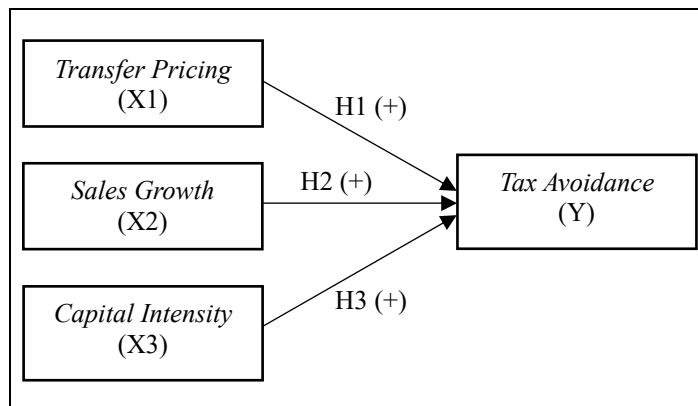 Transfer Pricing
(X1)
H1 (+)
Sales Growth
(X2)
H2 (+)
Tax Avoidance
(Y)
Capital Intensity
(X3)
H3 (+)